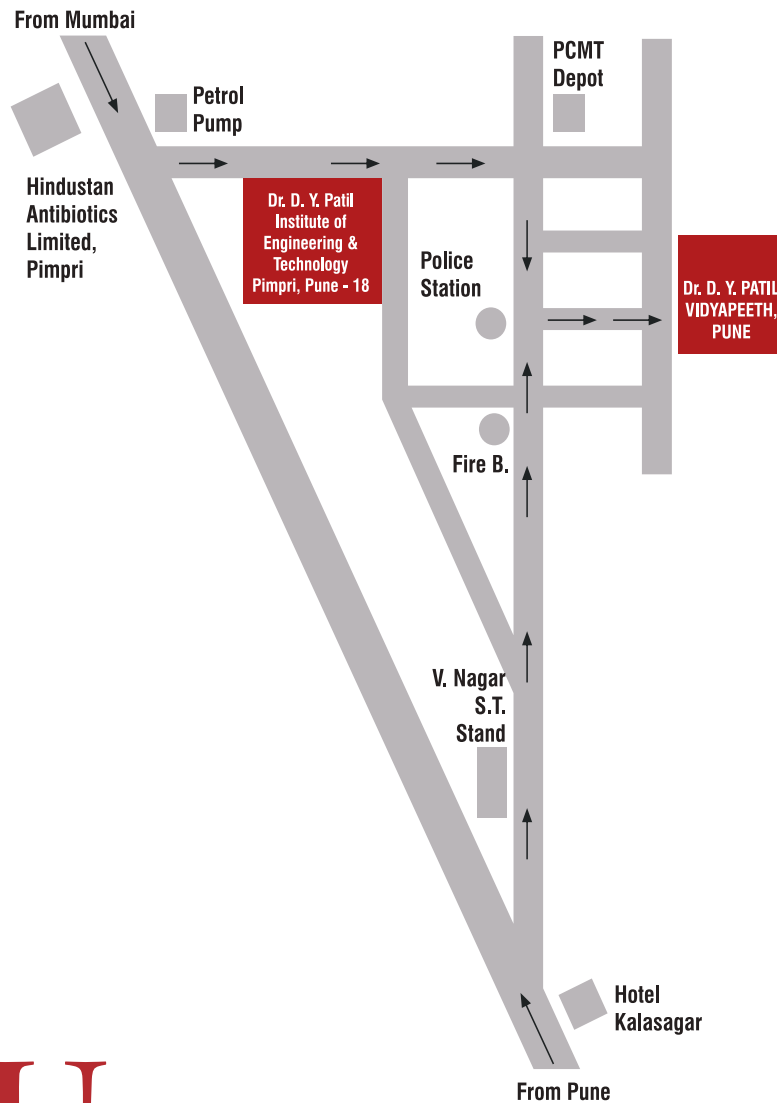 From Mumbai
PCMT
Depot
Petrol
Pump
Hindustan
Antibiotics
Limited,
Pimpri
Dr. D. Y. Patil
Institute of
Engineering &
Technology
Pimpri, Pune - 18
Police
Station
Dr. D. Y. PATIL
VIDYAPEETH,
PUNE
Fire B.
V. Nagar
S.T.
Stand
Hotel
Kalasagar
From Pune